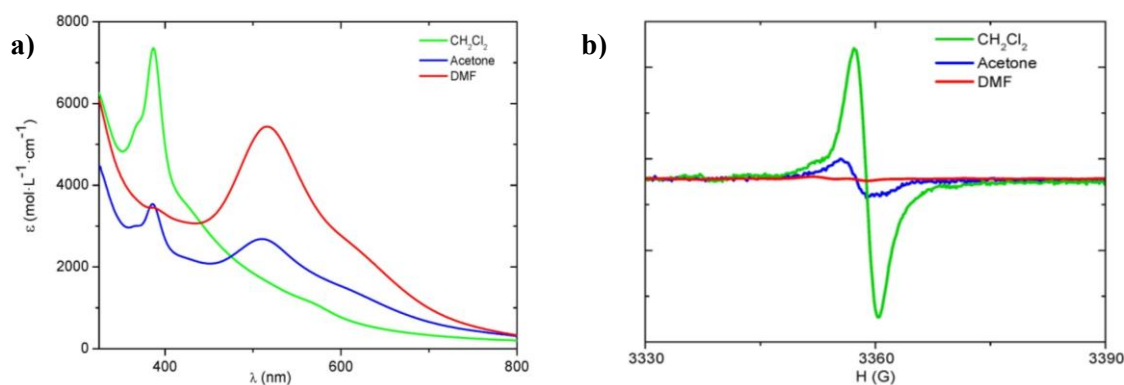 a)
8000
6000
4000
2000
0
ε (mol·L⁻¹·cm⁻¹)
400
600
800
λ (nm)
CH₂Cl₂
Acetone
DMF
b)
CH₂Cl₂
Acetone
DMF
3330
3360
3390
H (G)